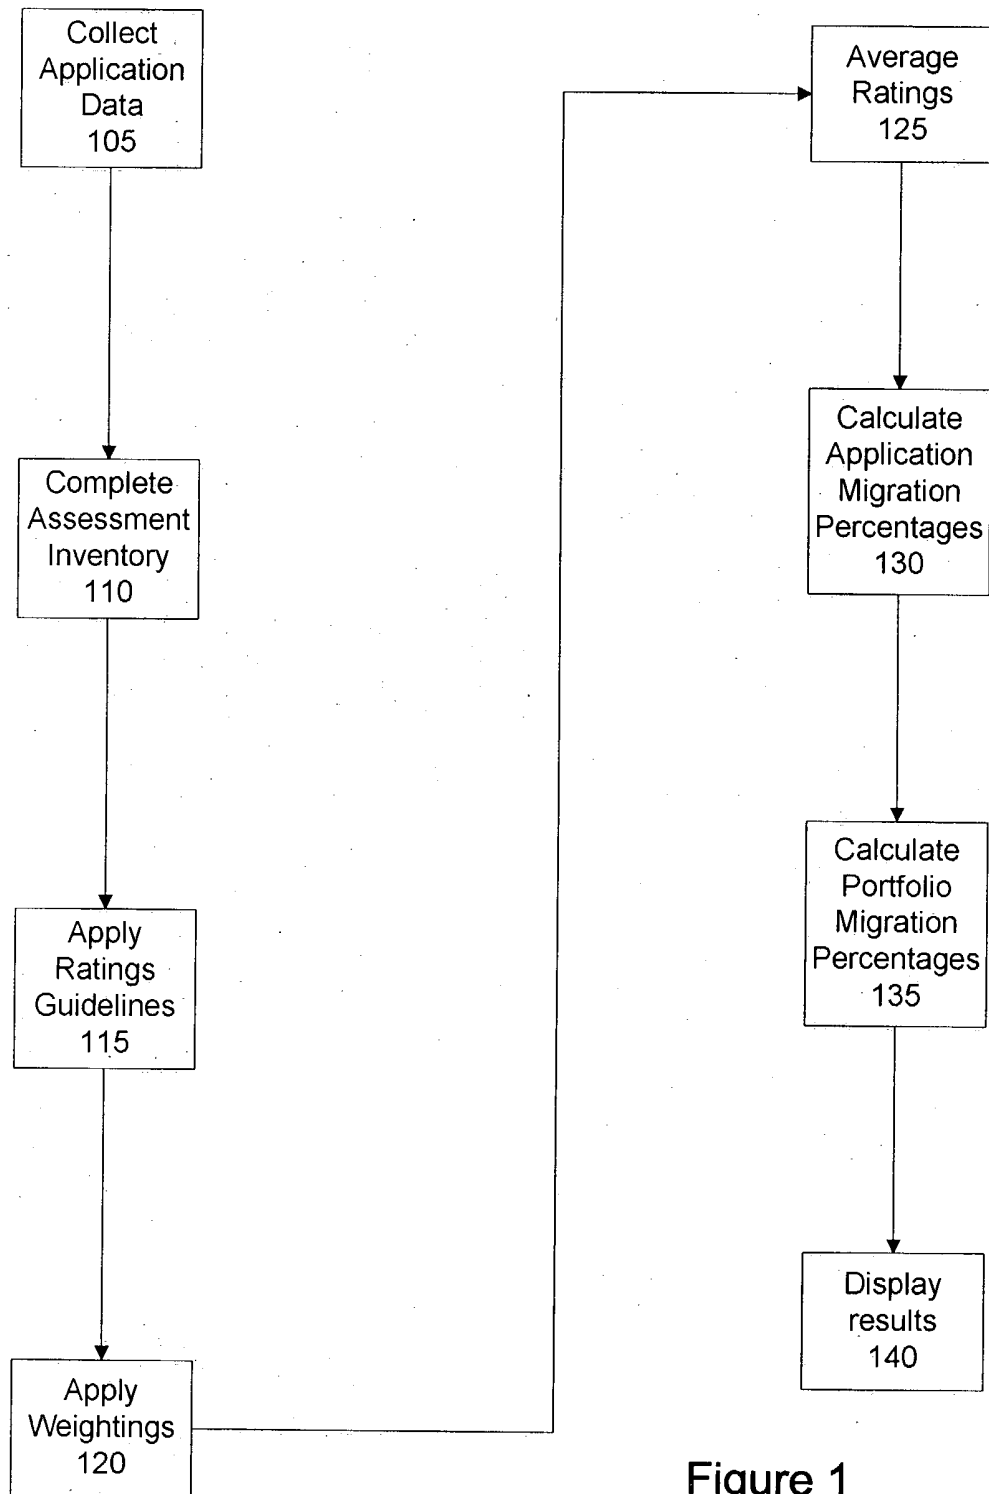 Collect
Application
Data
105
Complete
Assessment
Inventory
110
Apply
Ratings
Guidelines
115
Apply
Weightings
120
Average
Ratings
125
Calculate
Application
Migration
Percentages
130
Calculate
Portfolio
Migration
Percentages
135
Display
results
140
Figure 1